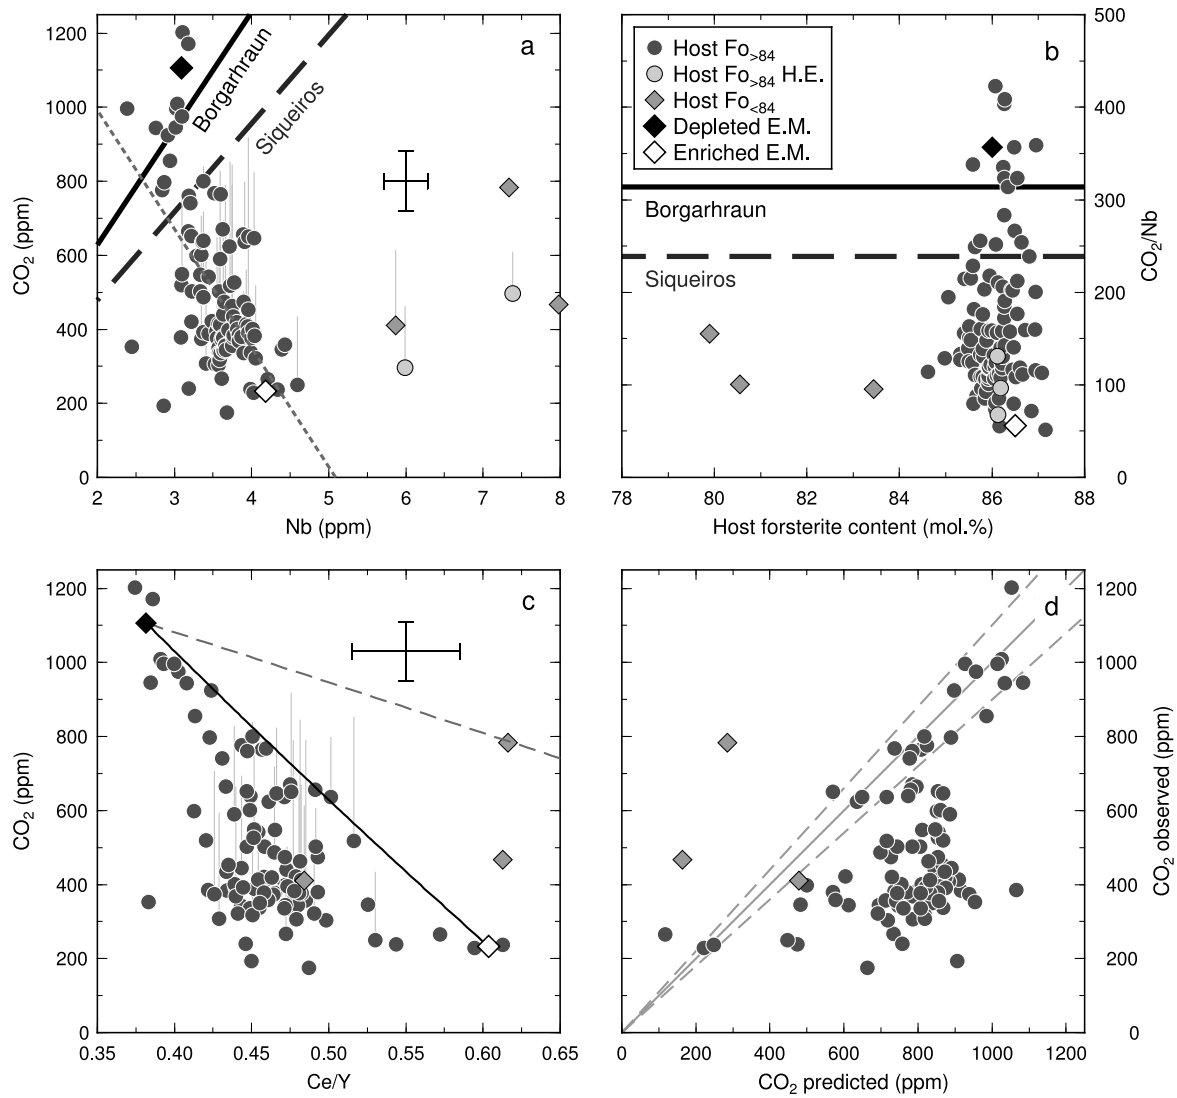 a
1200
1000
800
600
400
200
0
CO₂ (ppm)
Borgarhraun
Siqueiros
2
3
4
5
6
7
8
Nb (ppm)
b
Host Fo>84
Host Fo>84 H.E.
Host Fo<84
Depleted E.M.
Enriched E.M.
500
400
300
200
100
0
CO₂/Nb
Borgarhraun
Siqueiros
78
80
82
84
86
88
Host forsterite content (mol.%)
c
1200
1000
800
600
400
200
0
CO₂ (ppm)
0.35
0.40
0.45
0.50
0.55
0.60
0.65
Ce/Y
d
1200
1000
800
600
400
200
0
CO₂ observed (ppm)
0
200
400
600
800
1000
1200
CO₂ predicted (ppm)